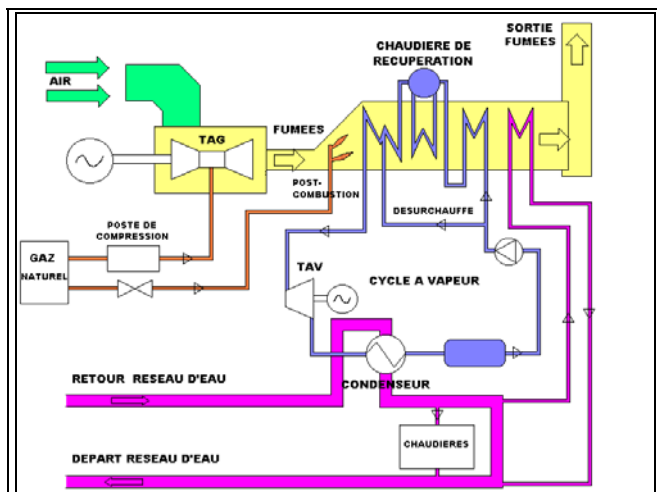 SORTIE
FUMEES
CHAUDIERE DE
RECUPERATION
AIR
TAG
FUMEES
POST-
COMBUSTION
POSTE DE
COMPRESSION
DESURCHAUFFE
GAZ
NATUREL
TAV
CYCLE A VAPEUR
RETOUR RESEAU D'EAU
CONDENSEUR
CHAUDIERES
DEPART RESEAU D'EAU